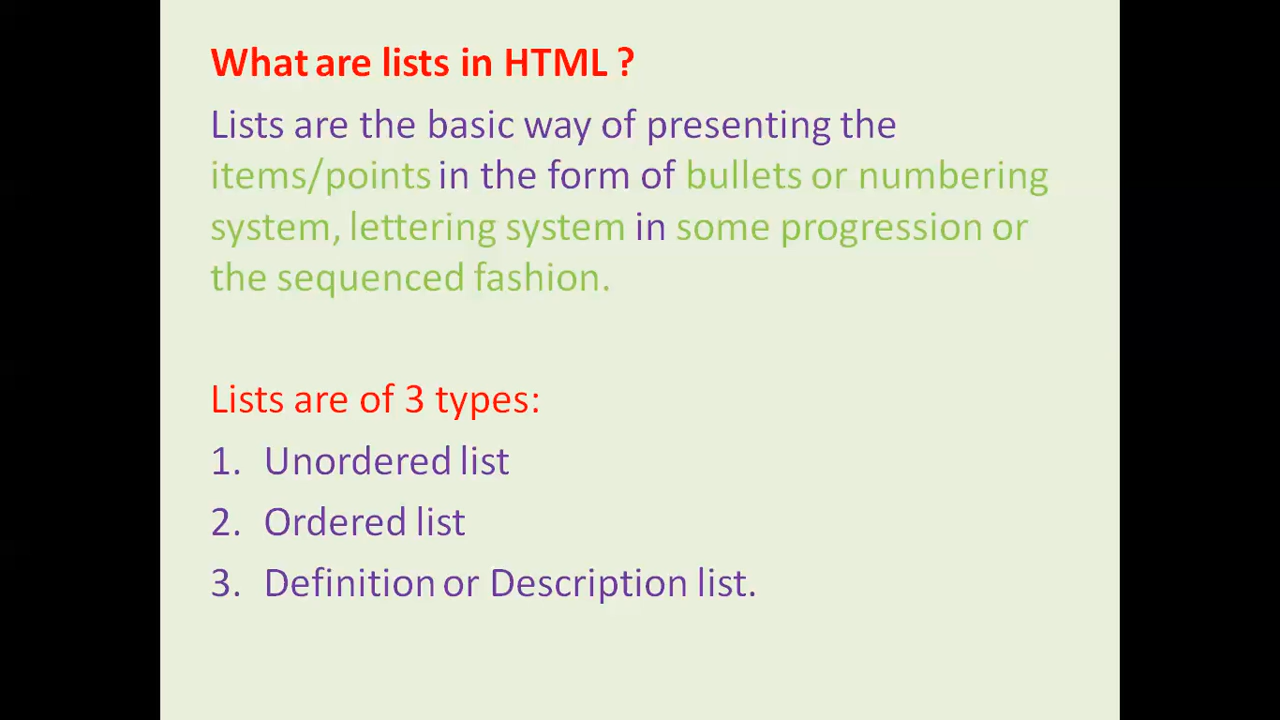 What are lists in HTML ?
Lists are the basic way of presenting the
items/points in the form of bullets or numbering
system, lettering system in some progression or
the sequenced fashion.
Lists are of 3 types:
1. Unordered list
2. Ordered list
3. Definition or Description list.